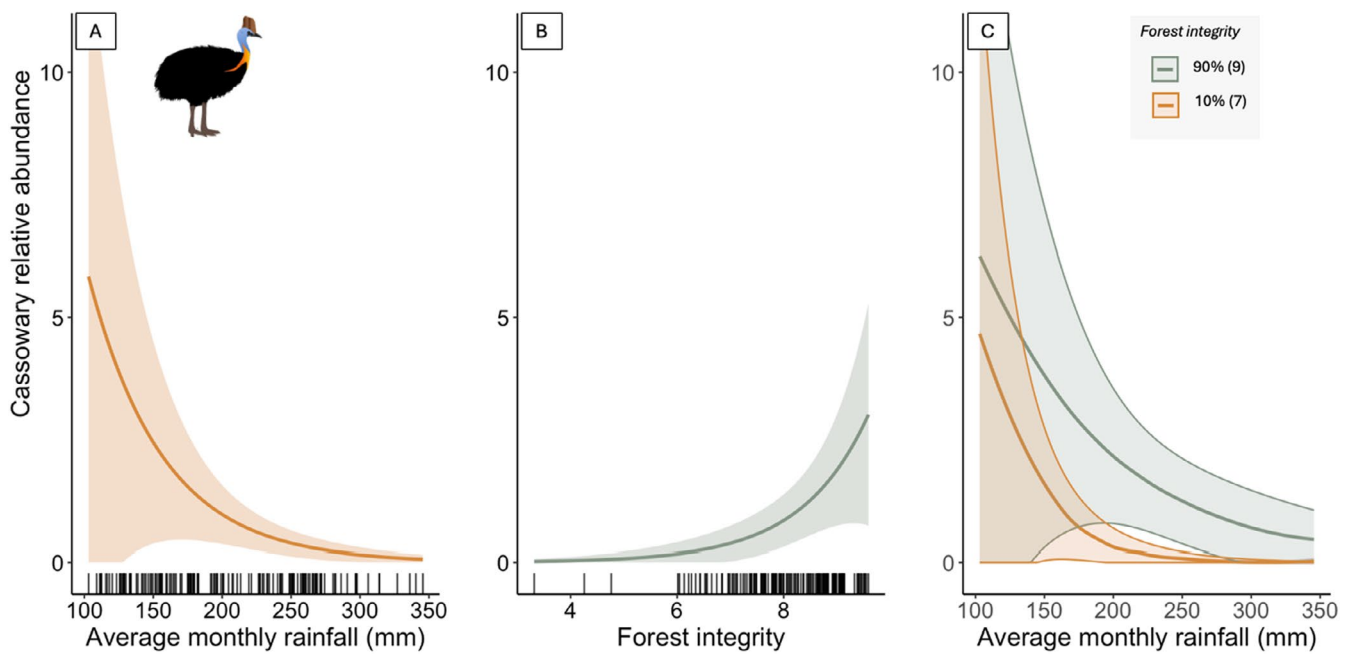 Cassowary relative abundance
A
10
5
0
100 150 200 250 300 350
Average monthly rainfall (mm)
B
10
5
0
4 6 8
Forest integrity
C
Forest integrity
90% (9)
10% (7)
10
5
0
100 150 200 250 300 350
Average monthly rainfall (mm)